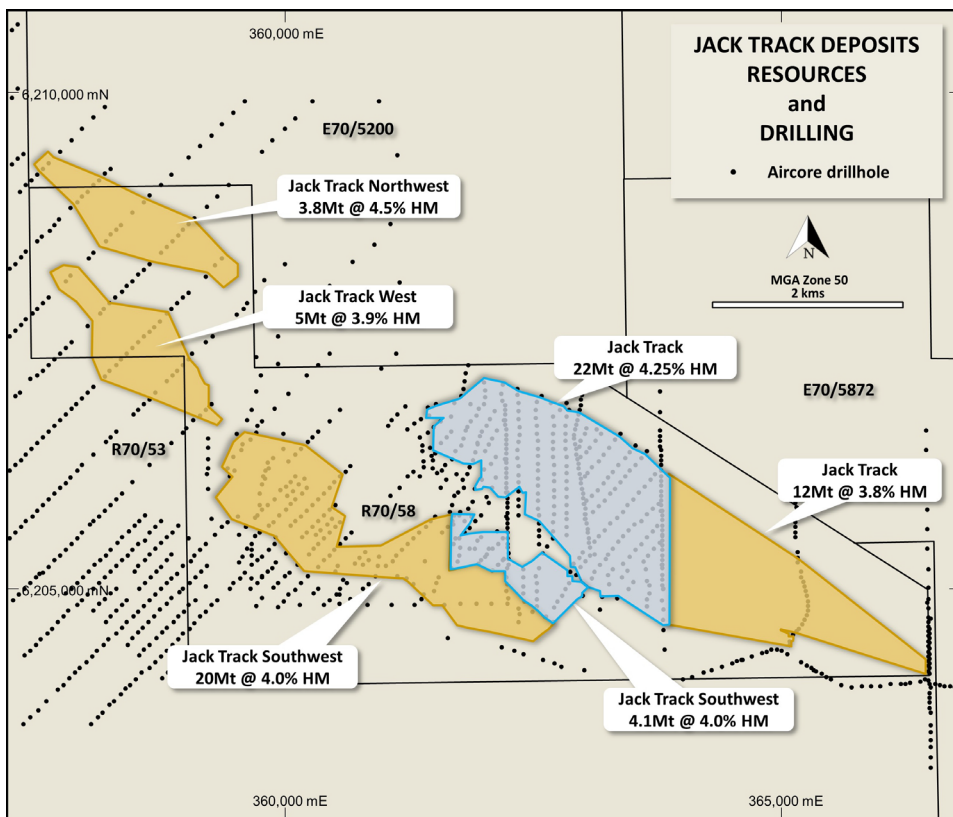 360,000 mE
JACK TRACK DEPOSITS
RESOURCES
and
DRILLING
Aircore drillhole
6,210,000 mN
E70/5200
Jack Track Northwest
3.8Mt @ 4.5% HM
N
MGA Zone 50
2 kms
Jack Track West
5Mt @ 3.9% HM
Jack Track
22Mt @ 4.25% HM
E70/5872
R70/53
Jack Track
12Mt @ 3.8% HM
R70/58
6,205,000 mN
Jack Track Southwest
20Mt @ 4.0% HM
Jack Track Southwest
4.1Mt @ 4.0% HM
360,000 mE
365,000 mE